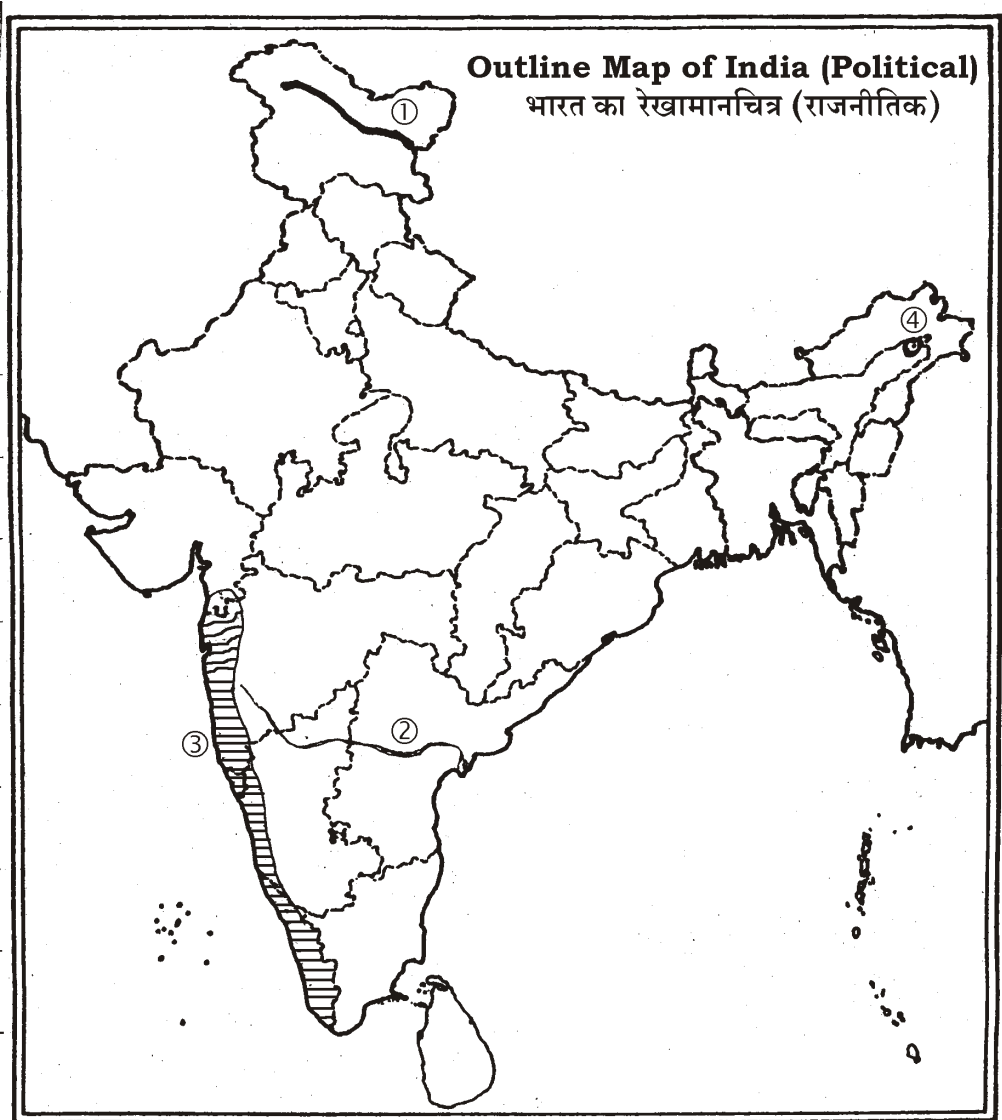 Outline Map of India (Political)
भारत का रेखामानचित्र (राजनीतिक)
①
④
②
③